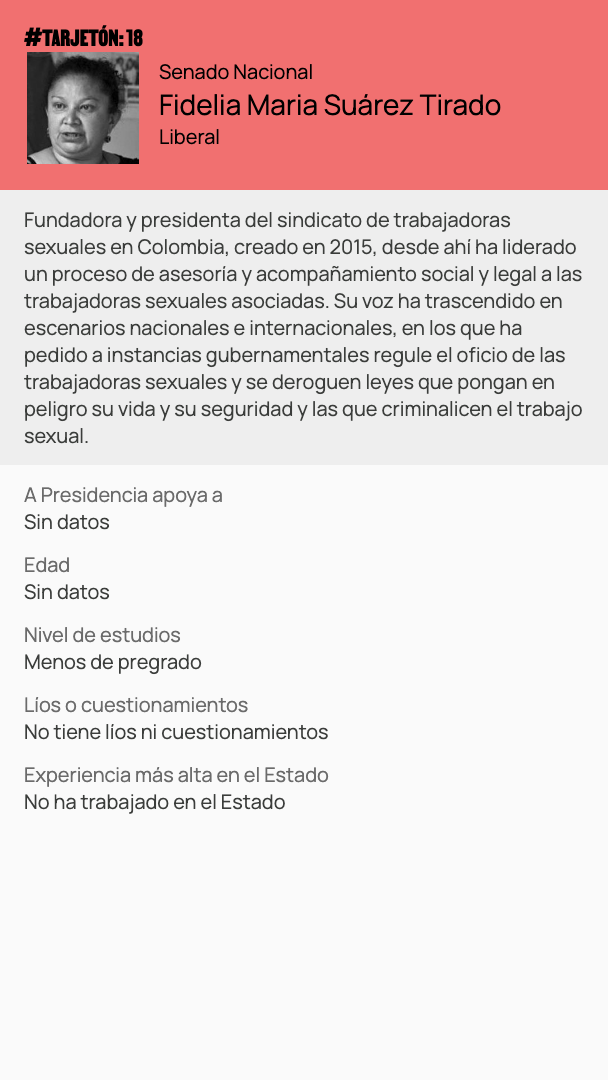 #TARJETÓN: 18
Senado Nacional
Fidelia Maria Suárez Tirado
Liberal
Fundadora y presidenta del sindicato de trabajadoras
sexuales en Colombia, creado en 2015, desde ahí ha liderado
un proceso de asesoría y acompañamiento social y legal a las
trabajadoras sexuales asociadas. Su voz ha trascendido en
escenarios nacionales e internacionales, en los que ha
pedido a instancias gubernamentales regule el oficio de las
trabajadoras sexuales y se deroguen leyes que pongan en
peligro su vida y su seguridad y las que criminalicen el trabajo
sexual.
A Presidencia apoya a
Sin datos
Edad
Sin datos
Nivel de estudios
Menos de pregrado
Líos o cuestionamientos
No tiene líos ni cuestionamientos
Experiencia más alta en el Estado
No ha trabajado en el Estado